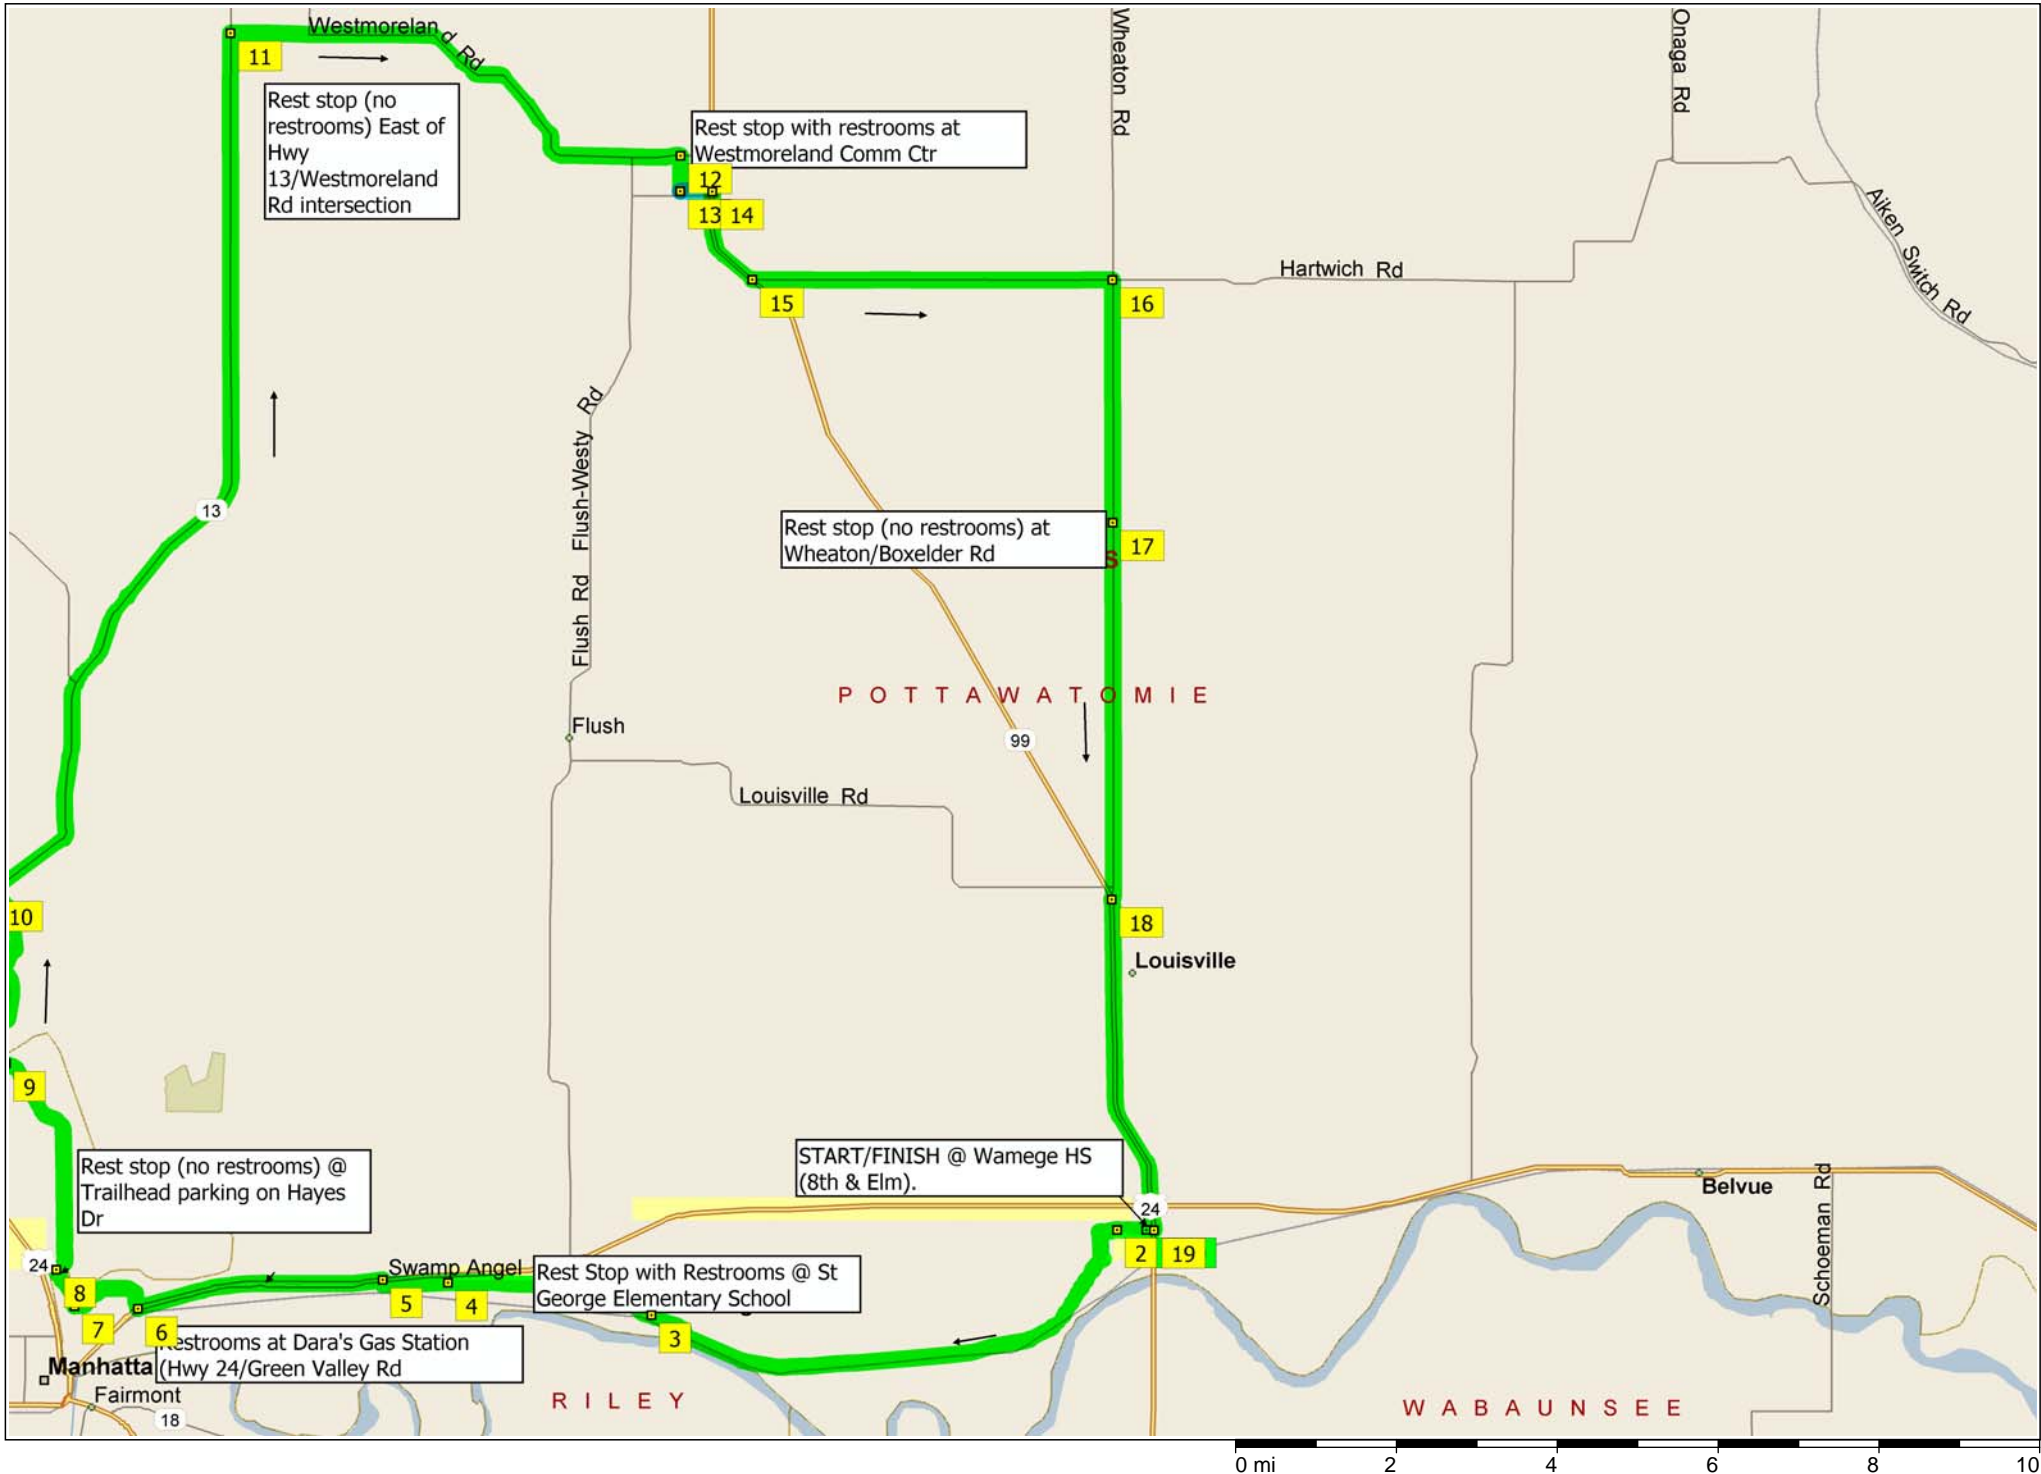 Westmoreland Rd
11
Rest stop (no
restrooms) East of
Hwy
13/Westmoreland
Rd intersection
Rest stop with restrooms at
Westmoreland Comm Ctr
12
13
14
15
16
Wheaton Rd
Onaga Rd
Aiken Switch Rd
Hartwich Rd
13
Flush-Westy Rd
Flush Rd
Rest stop (no restrooms) at
Wheaton/Boxelder Rd
S
17
POTTAWATOMIE
99
Flush
Louisville Rd
10
18
Louisville
9
Rest stop (no restrooms) @
Trailhead parking on Hayes
Dr
START/FINISH @ Wamege HS
(8th & Elm).
24
Belvue
Schoeman Rd
2
19
24
Swamp Angel
Rest Stop with Restrooms @ St
George Elementary School
8
7
6
5
4
3
estrooms at Dara's Gas Station
(Hwy 24/Green Valley Rd
Manhatta
Fairmont
18
RILEY
WABAUNSEE
0 mi 2 4 6 8 10